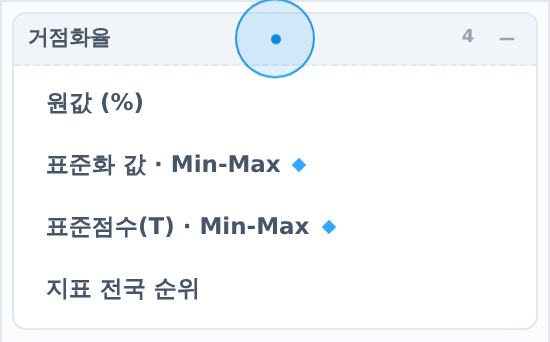 거점화율 4 –
원값 (%)
표준화 값 · Min-Max ◆
표준점수(T) · Min-Max ◆
지표 전국 순위